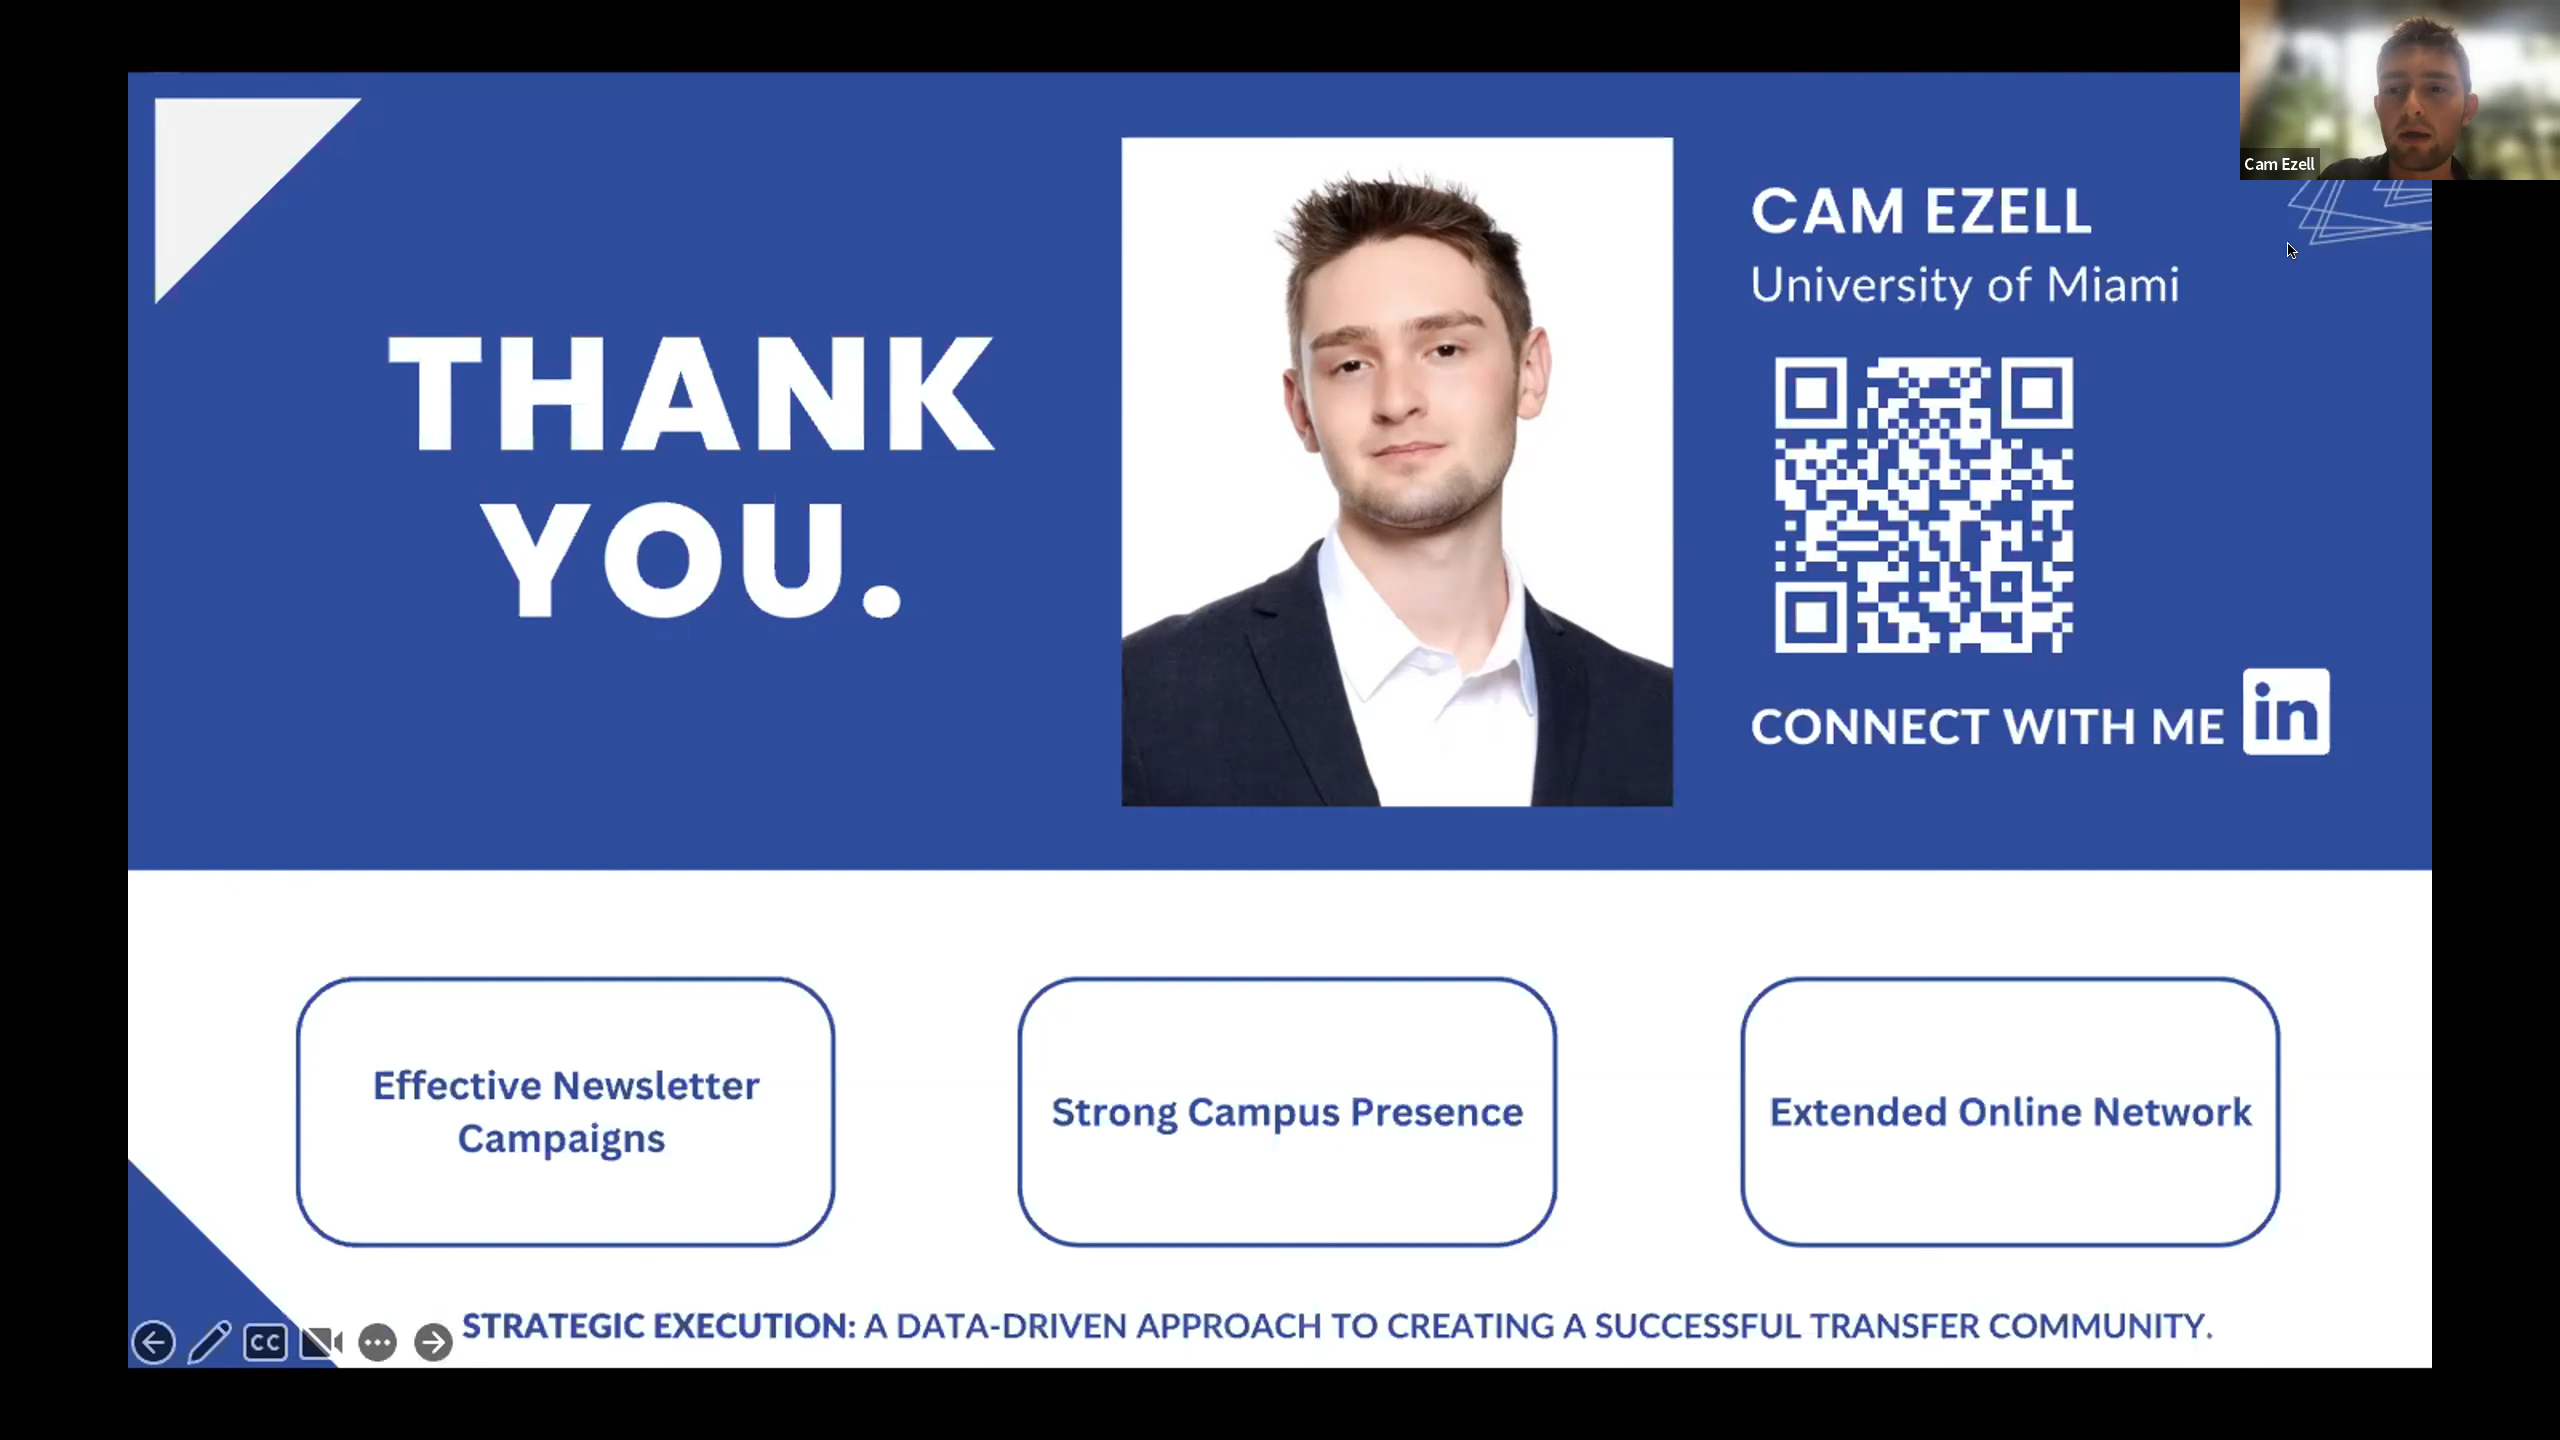 Cam Ezell
THANK
YOU.
CAM EZELL
University of Miami
CONNECT WITH ME in
Effective Newsletter
Campaigns
Strong Campus Presence
Extended Online Network
CC
STRATEGIC EXECUTION: A DATA-DRIVEN APPROACH TO CREATING A SUCCESSFUL TRANSFER COMMUNITY.